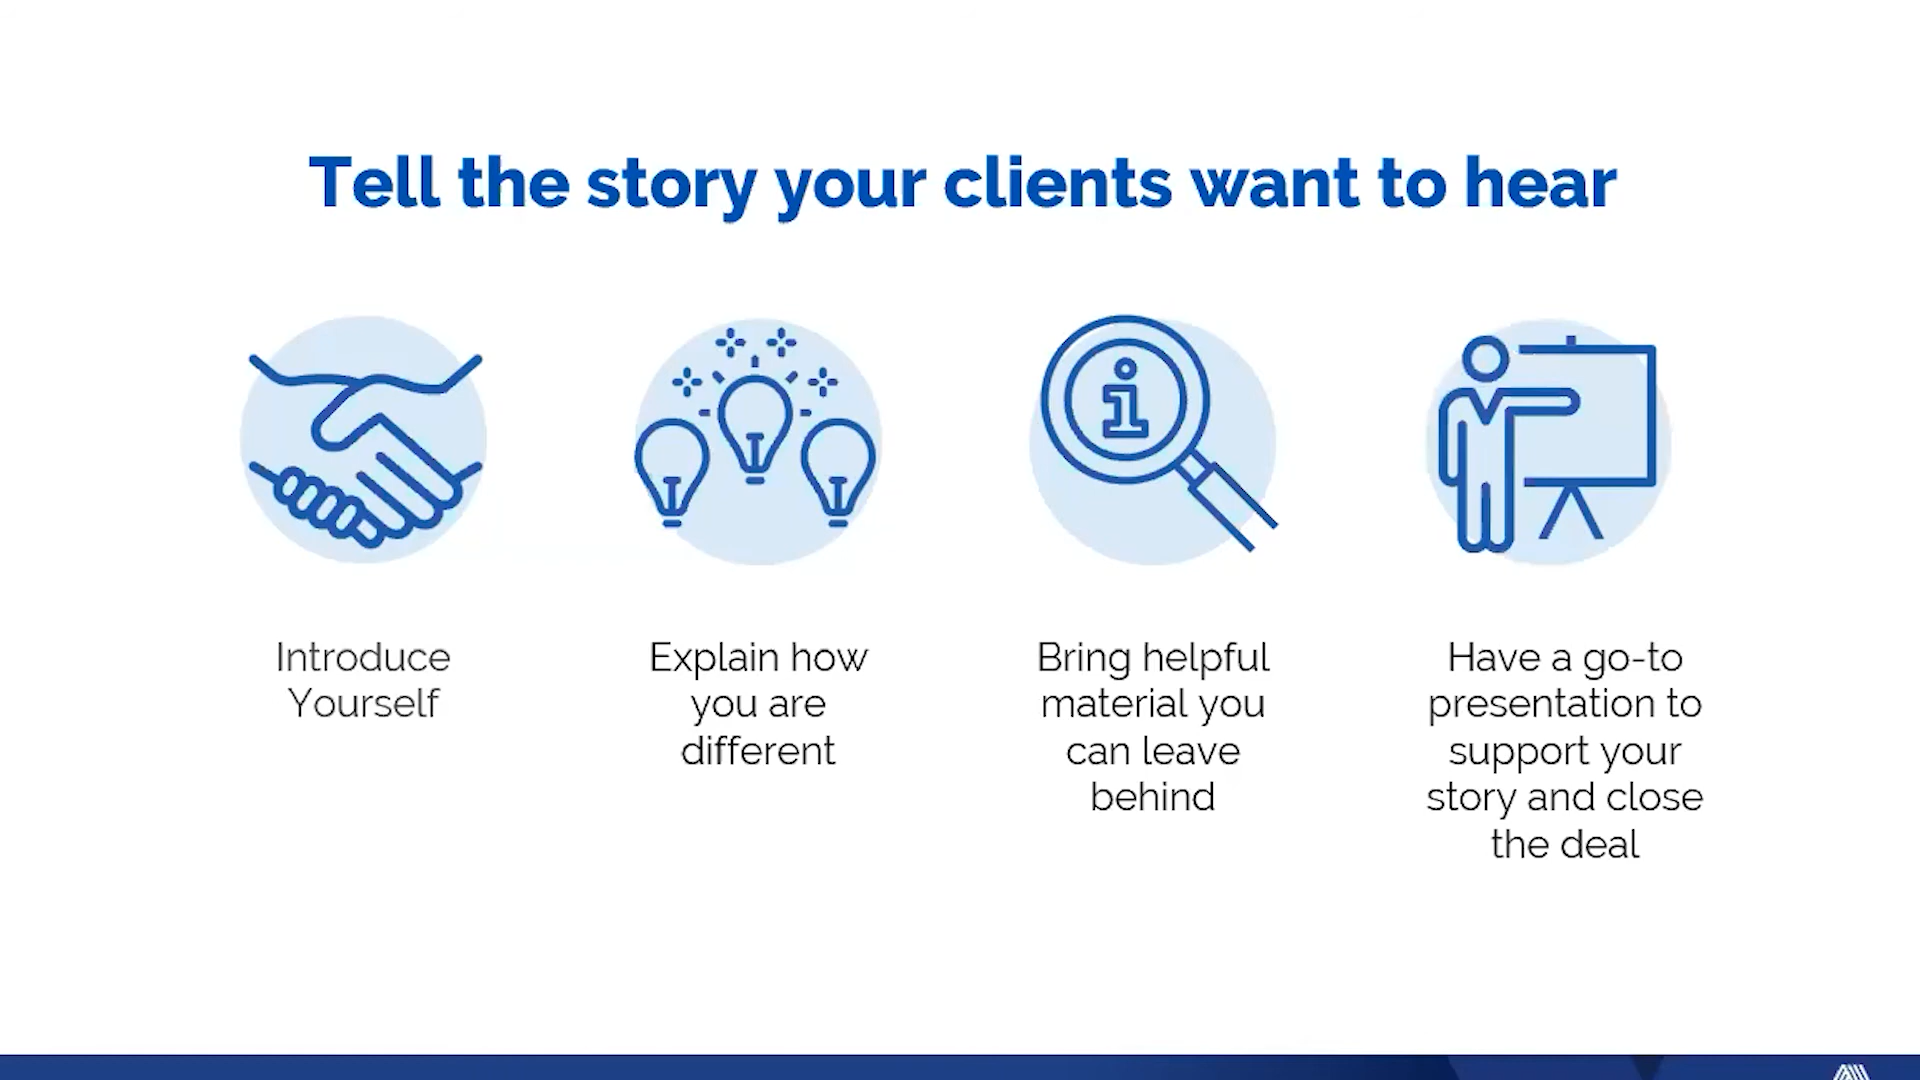 Tell the story your clients want to hear
i
Introduce
Yourself
Explain how
you are
different
Bring helpful
material you
can leave
behind
Have a go-to
presentation to
support your
story and close
the deal